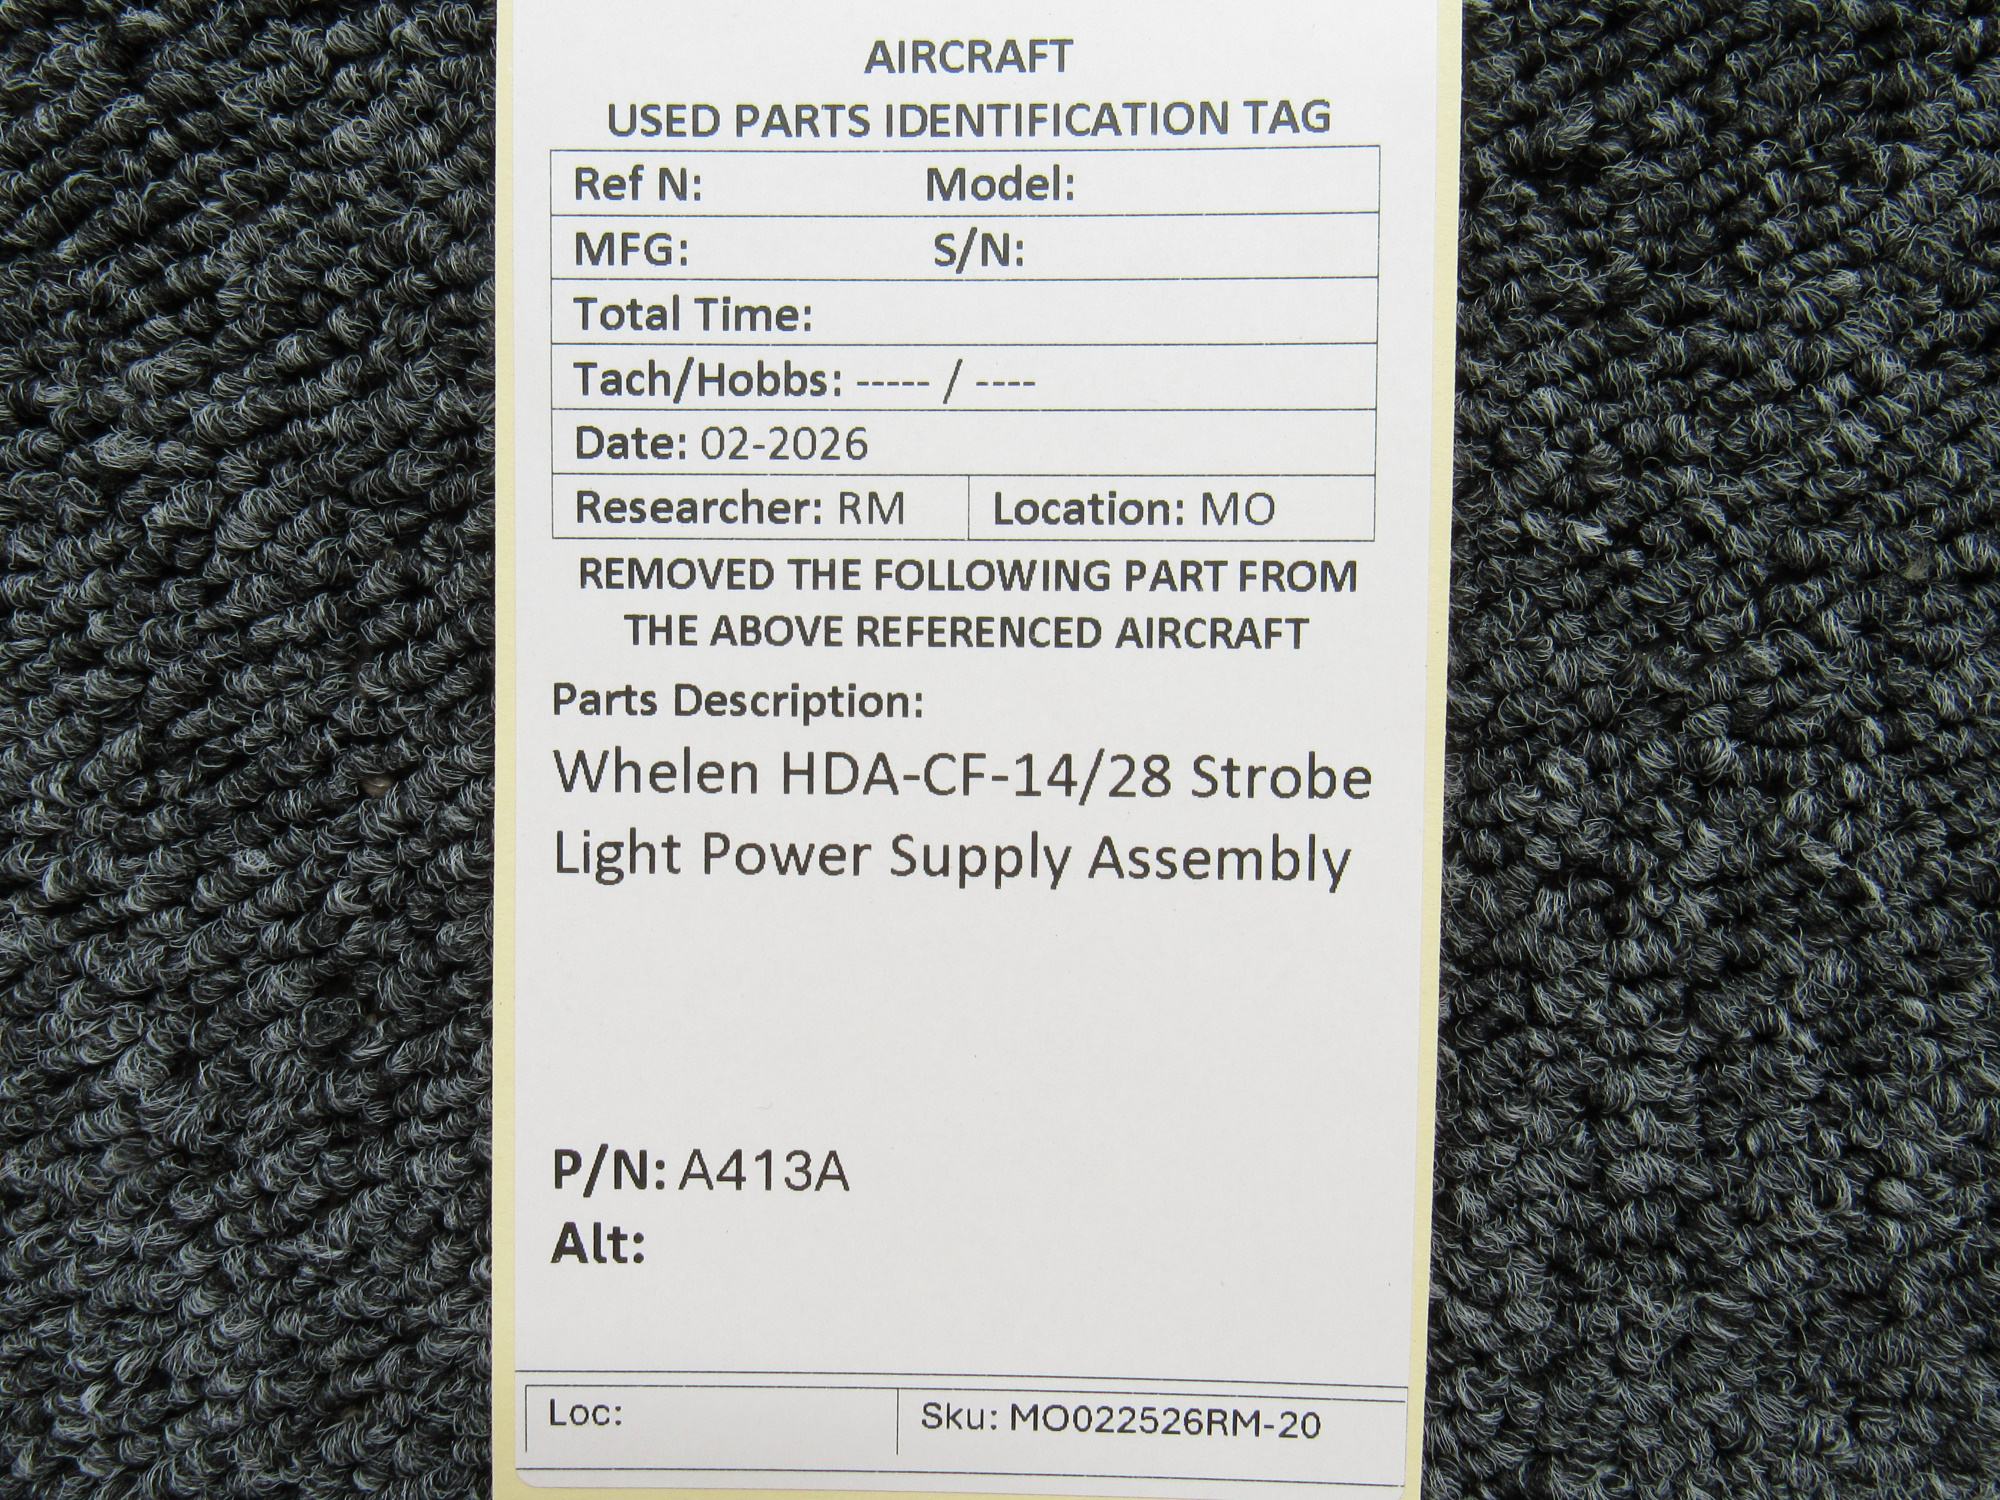 AIRCRAFT
USED PARTS IDENTIFICATION TAG
Ref N: Model:
MFG: S/N:
Total Time:
Tach/Hobbs: ----- / ----
Date: 02-2026
Researcher: RM Location: MO
REMOVED THE FOLLOWING PART FROM
THE ABOVE REFERENCED AIRCRAFT
Parts Description:
Whelen HDA-CF-14/28 Strobe
Light Power Supply Assembly
P/N: A413A
Alt:
Loc: Sku: MO022526RM-20